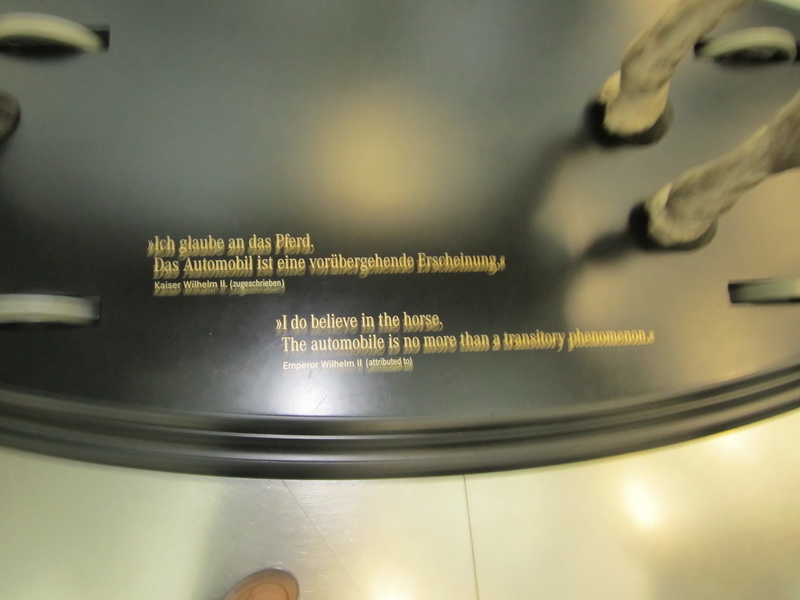 »Ich glaube an das Pferd,
Das Automobil ist eine vorübergehende Erscheinung.«
Kaiser Wilhelm II. (zugeschrieben)
»I do believe in the horse,
The automobile is no more than a transitory phenomenon.«
Emperor Wilhelm II (attributed to)